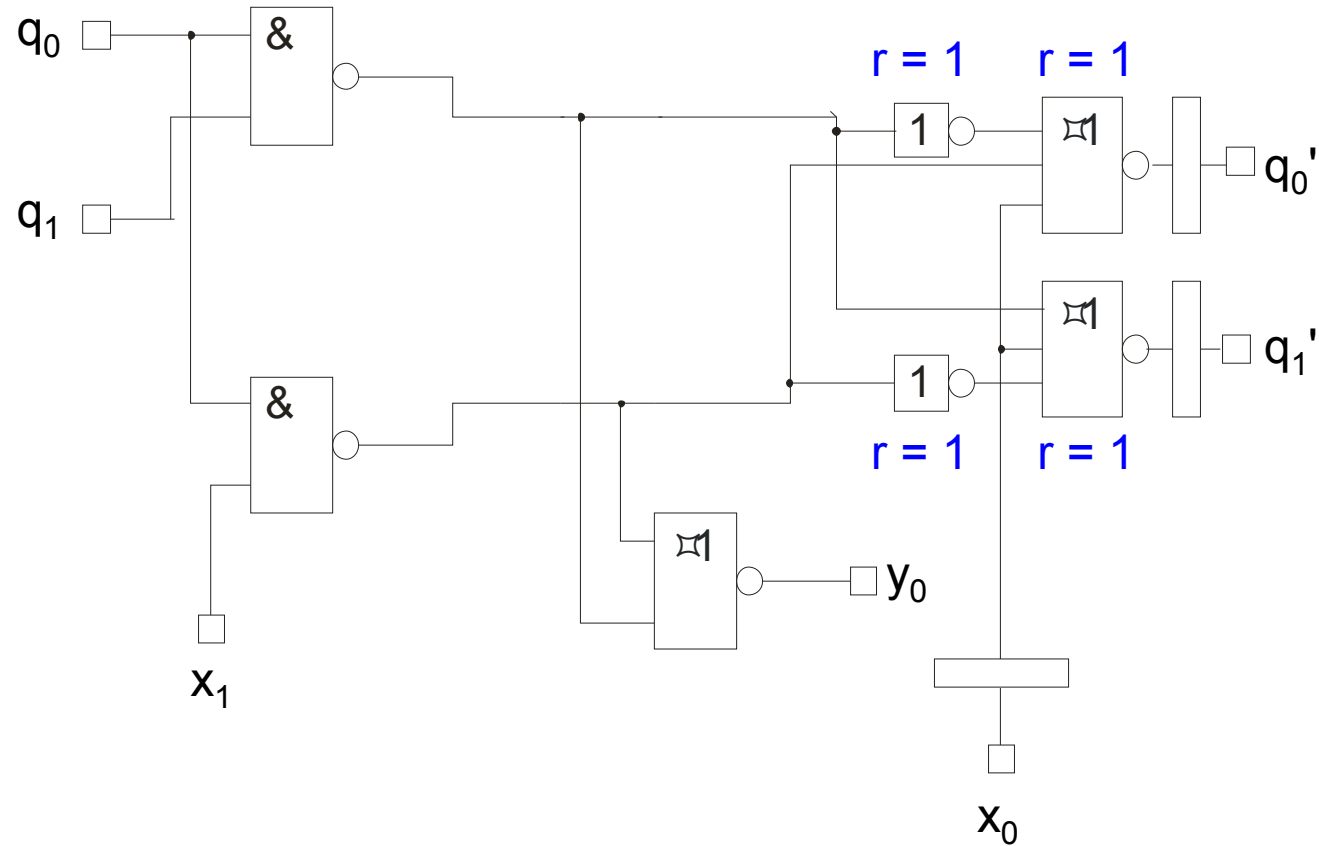 q0
&
r = 1 r = 1
1
¤1
q0'
q1
¤1
q1'
&
1
r = 1 r = 1
¤1
y0
x1
x0